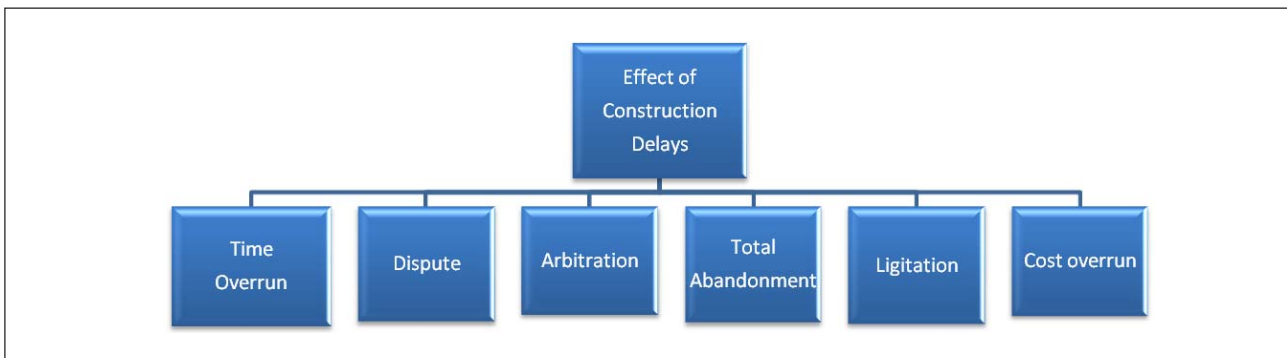 Effect of
Construction
Delays
Time
Overrun
Dispute
Arbitration
Total
Abandonment
Ligitation
Cost overrun